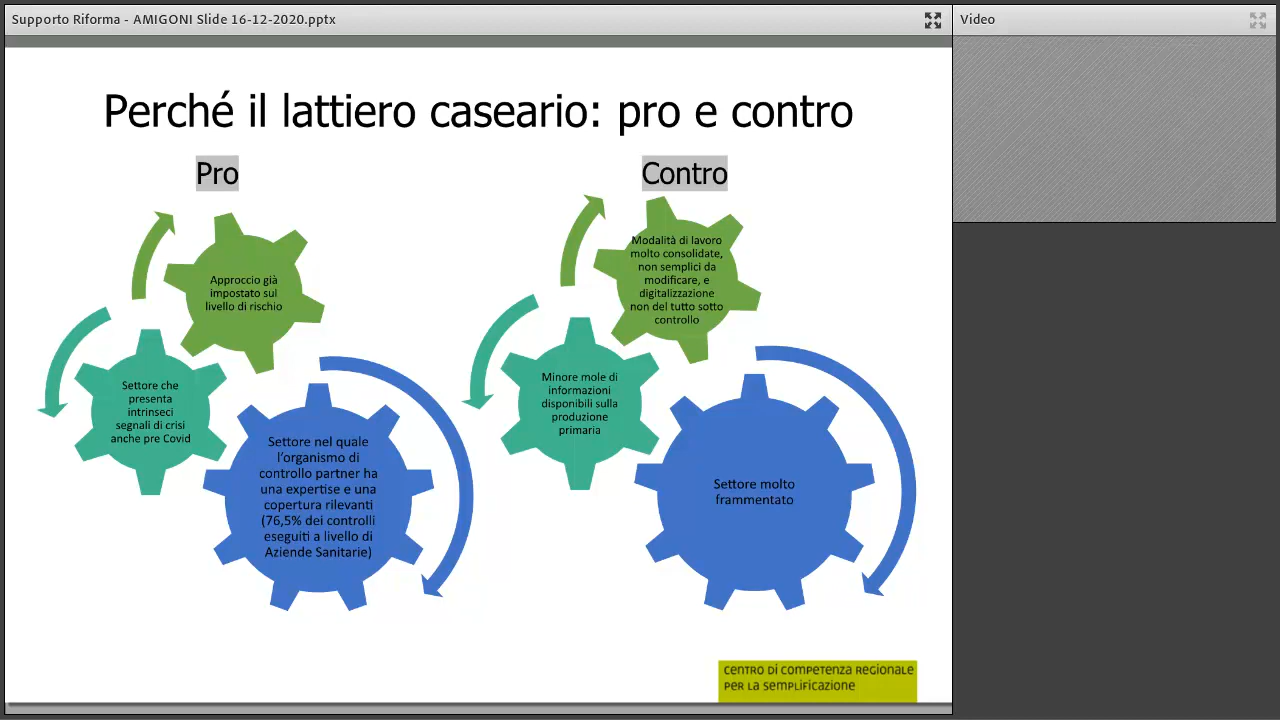 Supporto Riforma - AMIGONI Slide 16-12-2020.pptx
Video
Perché il lattiero caseario: pro e contro
Pro
Approccio già
impostato sul
livello di rischio
Settore che
presenta
intrinseci
segnali di crisi
anche pre Covid
Settore nel quale
l'organismo di
controllo partner ha
una expertise e una
copertura rilevanti
(76,5% dei controlli
eseguiti a livello di
Aziende Sanitarie)
Contro
Modalità di lavoro
molto consolidate,
non semplici da
modificare, e
digitalizzazione
non del tutto sotto
controllo
Minore mole di
informazioni
disponibili sulla
produzione
primaria
Settore molto
frammentato
CENTRO DI COMPETENZA REGIONALE
PER LA SEMPLIFICAZIONE